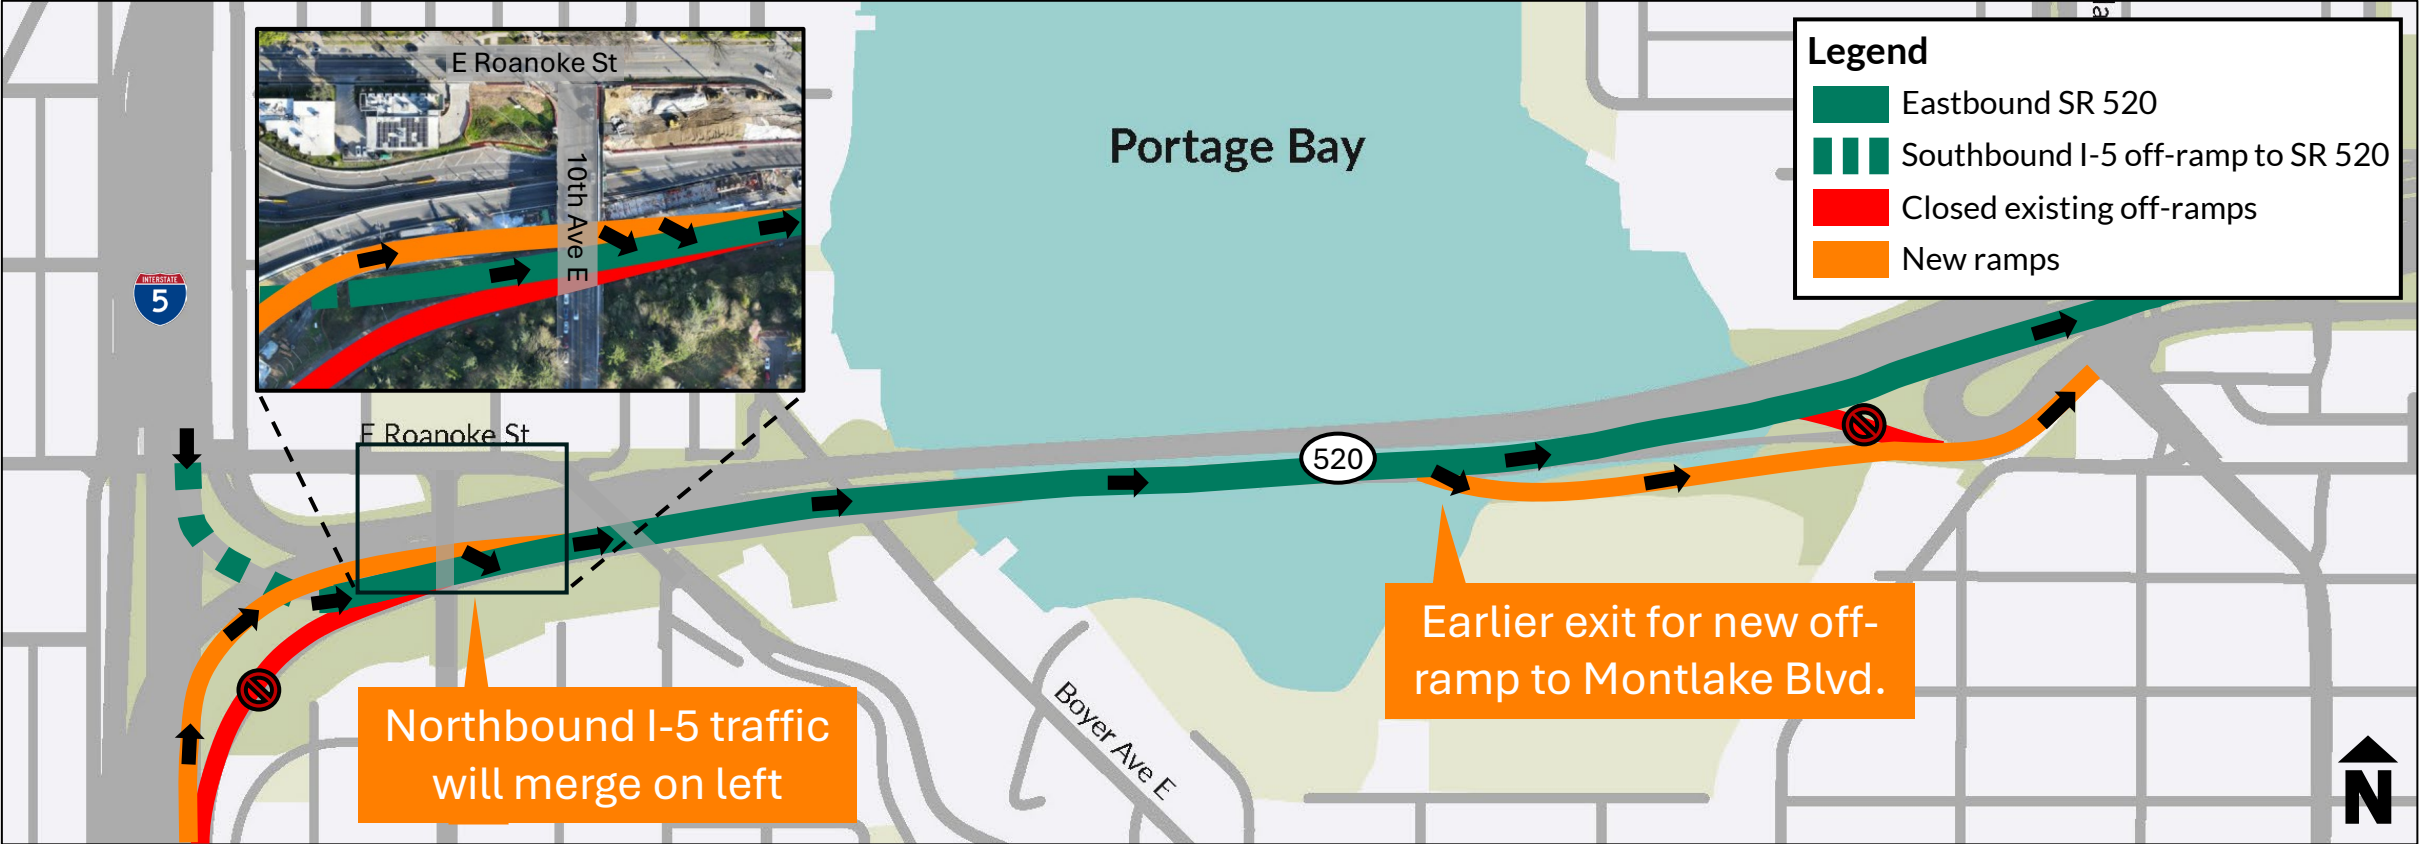 E Roanoke St
10th Ave E
INTERSTATE
5
Portage Bay
Legend
Eastbound SR 520
Southbound I-5 off-ramp to SR 520
Closed existing off-ramps
New ramps
E Roanoke St
520
Earlier exit for new off-
ramp to Montlake Blvd.
Northbound I-5 traffic
will merge on left
Boyer Ave E
N